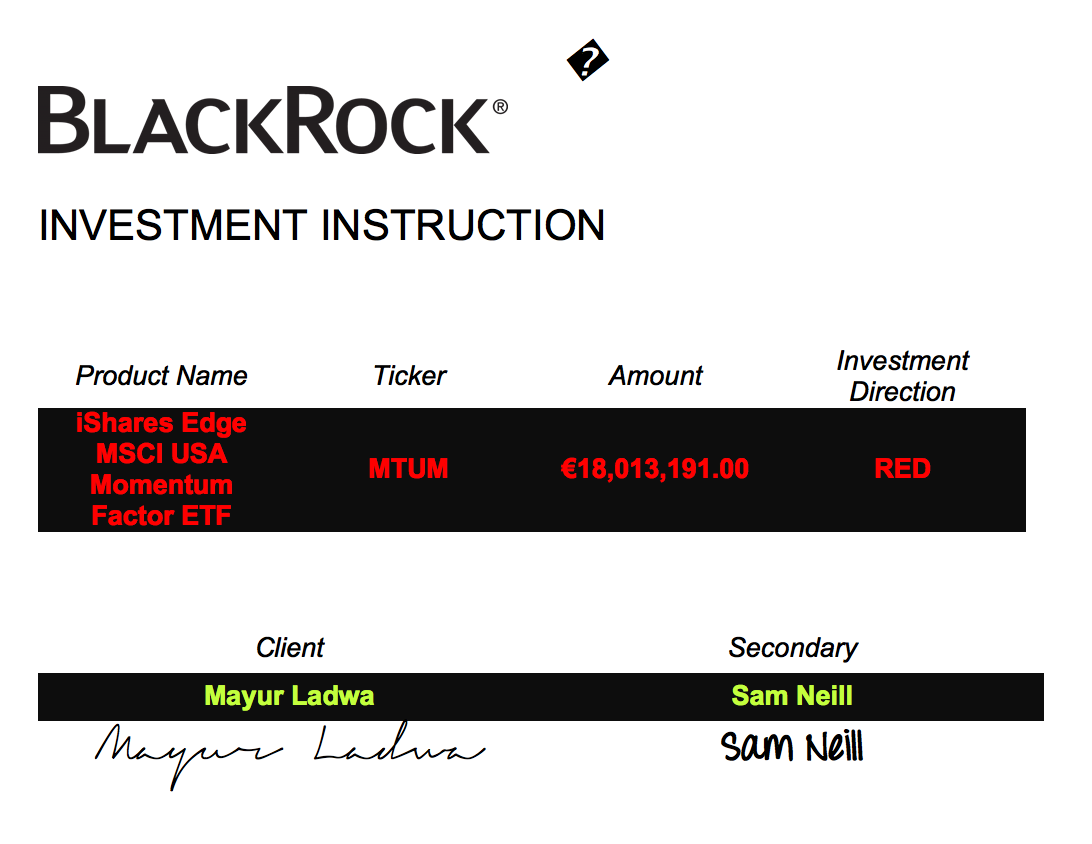 �
BLACKROCK®
INVESTMENT INSTRUCTION
Product Name Ticker Amount Investment Direction
iShares Edge
MSCI USA
Momentum
Factor ETF
MTUM €18,013,191.00 RED
Client Secondary
Mayur Ladwa Sam Neill
Mayur Ladwa Sam Neill